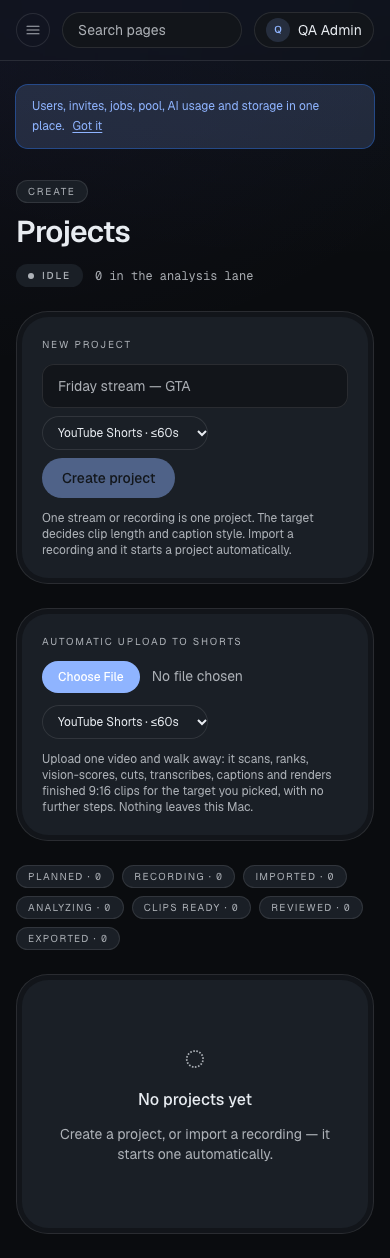 Search pages
Q
QA Admin
Users, invites, jobs, pool, AI usage and storage in one
place. Got it
CREATE
Projects
IDLE
0 in the analysis lane
NEW PROJECT
Friday stream — GTA
YouTube Shorts · ≤60s
Create project
One stream or recording is one project. The target
decides clip length and caption style. Import a
recording and it starts a project automatically.
AUTOMATIC UPLOAD TO SHORTS
Choose File No file chosen
YouTube Shorts · ≤60s
Upload one video and walk away: it scans, ranks,
vision-scores, cuts, transcribes, captions and renders
finished 9:16 clips for the target you picked, with no
further steps. Nothing leaves this Mac.
PLANNED · 0 RECORDING · 0 IMPORTED · 0
ANALYZING · 0 CLIPS READY · 0 REVIEWED · 0
EXPORTED · 0
No projects yet
Create a project, or import a recording — it
starts one automatically.